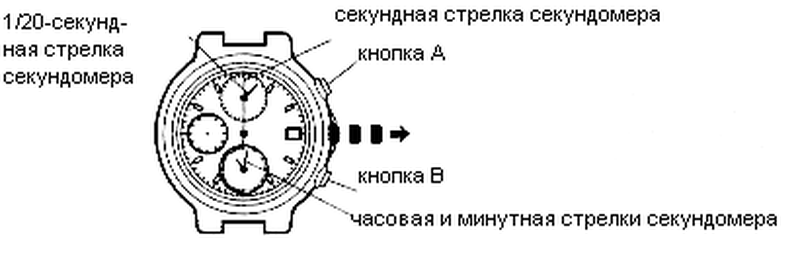 1/20-секунд-
ная стрелка
секундомера
секундная стрелка секундомера
кнопка А
кнопка В
часовая и минутная стрелки секундомера